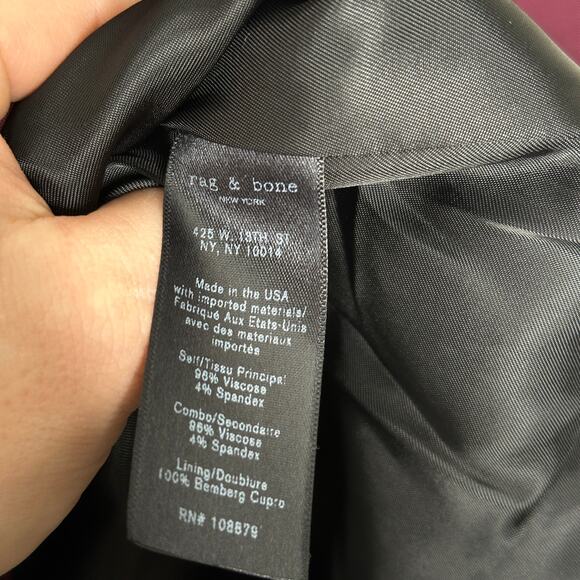 rag & bone
NEW YORK
425 W. 13TH ST.
NY, NY 10014
Made in the USA
with imported materials/
Fabriqué Aux Etats-Unis
avec des materiaux
importés
Self/Tissu Principal
96% Viscose
4% Spandex
Combo/Secondaire
96% Viscose
4% Spandex
Lining/Doublure
100% Bemberg Cupro
RN# 108579